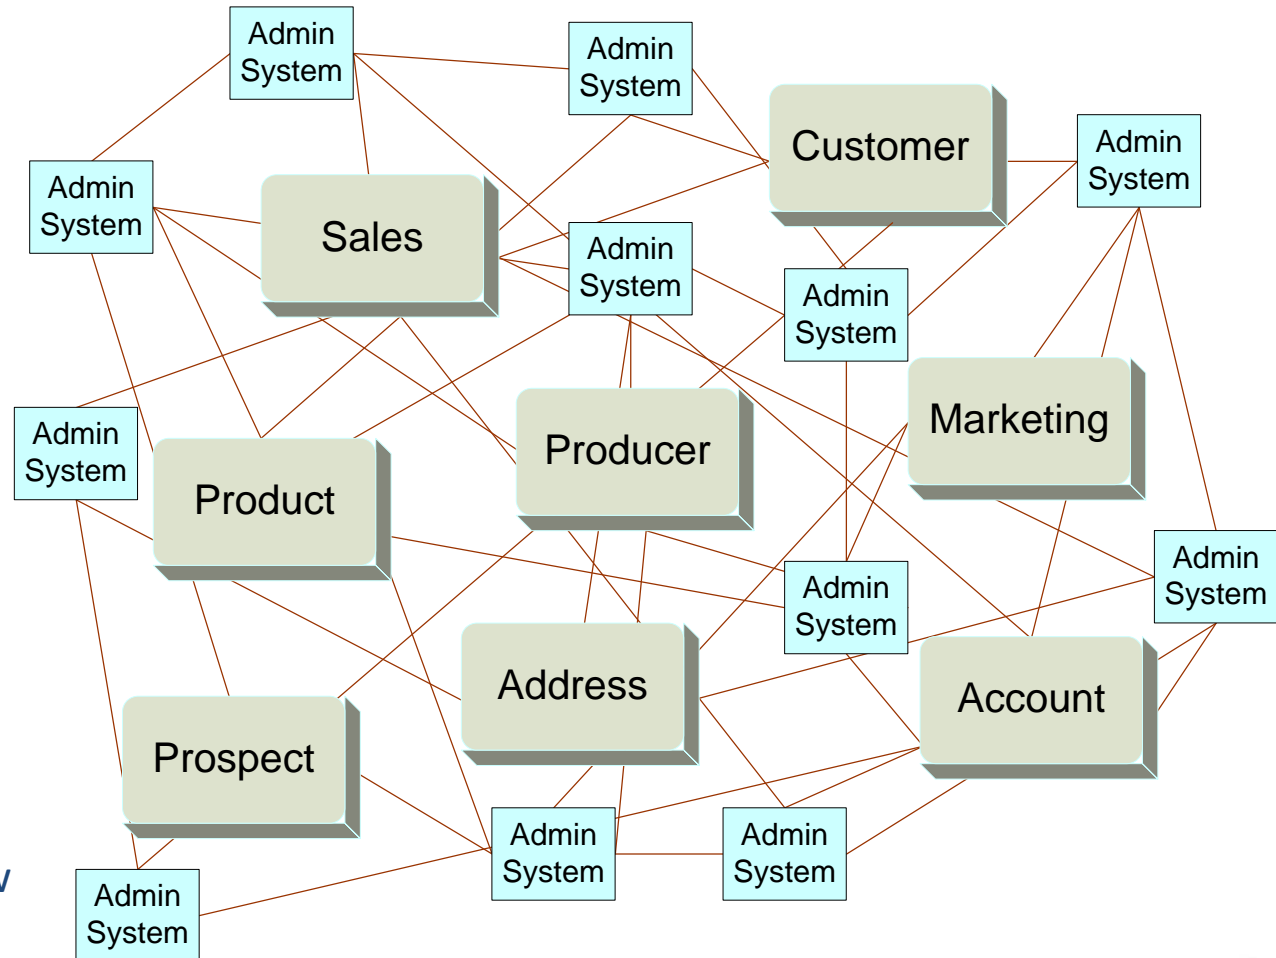 Admin
System
Admin
System
Customer
Admin
System
Admin
System
Sales
Admin
System
Admin
System
Marketing
Admin
System
Producer
Product
Admin
System
Admin
System
Address
Account
Prospect
Admin
System
Admin
System
Admin
System